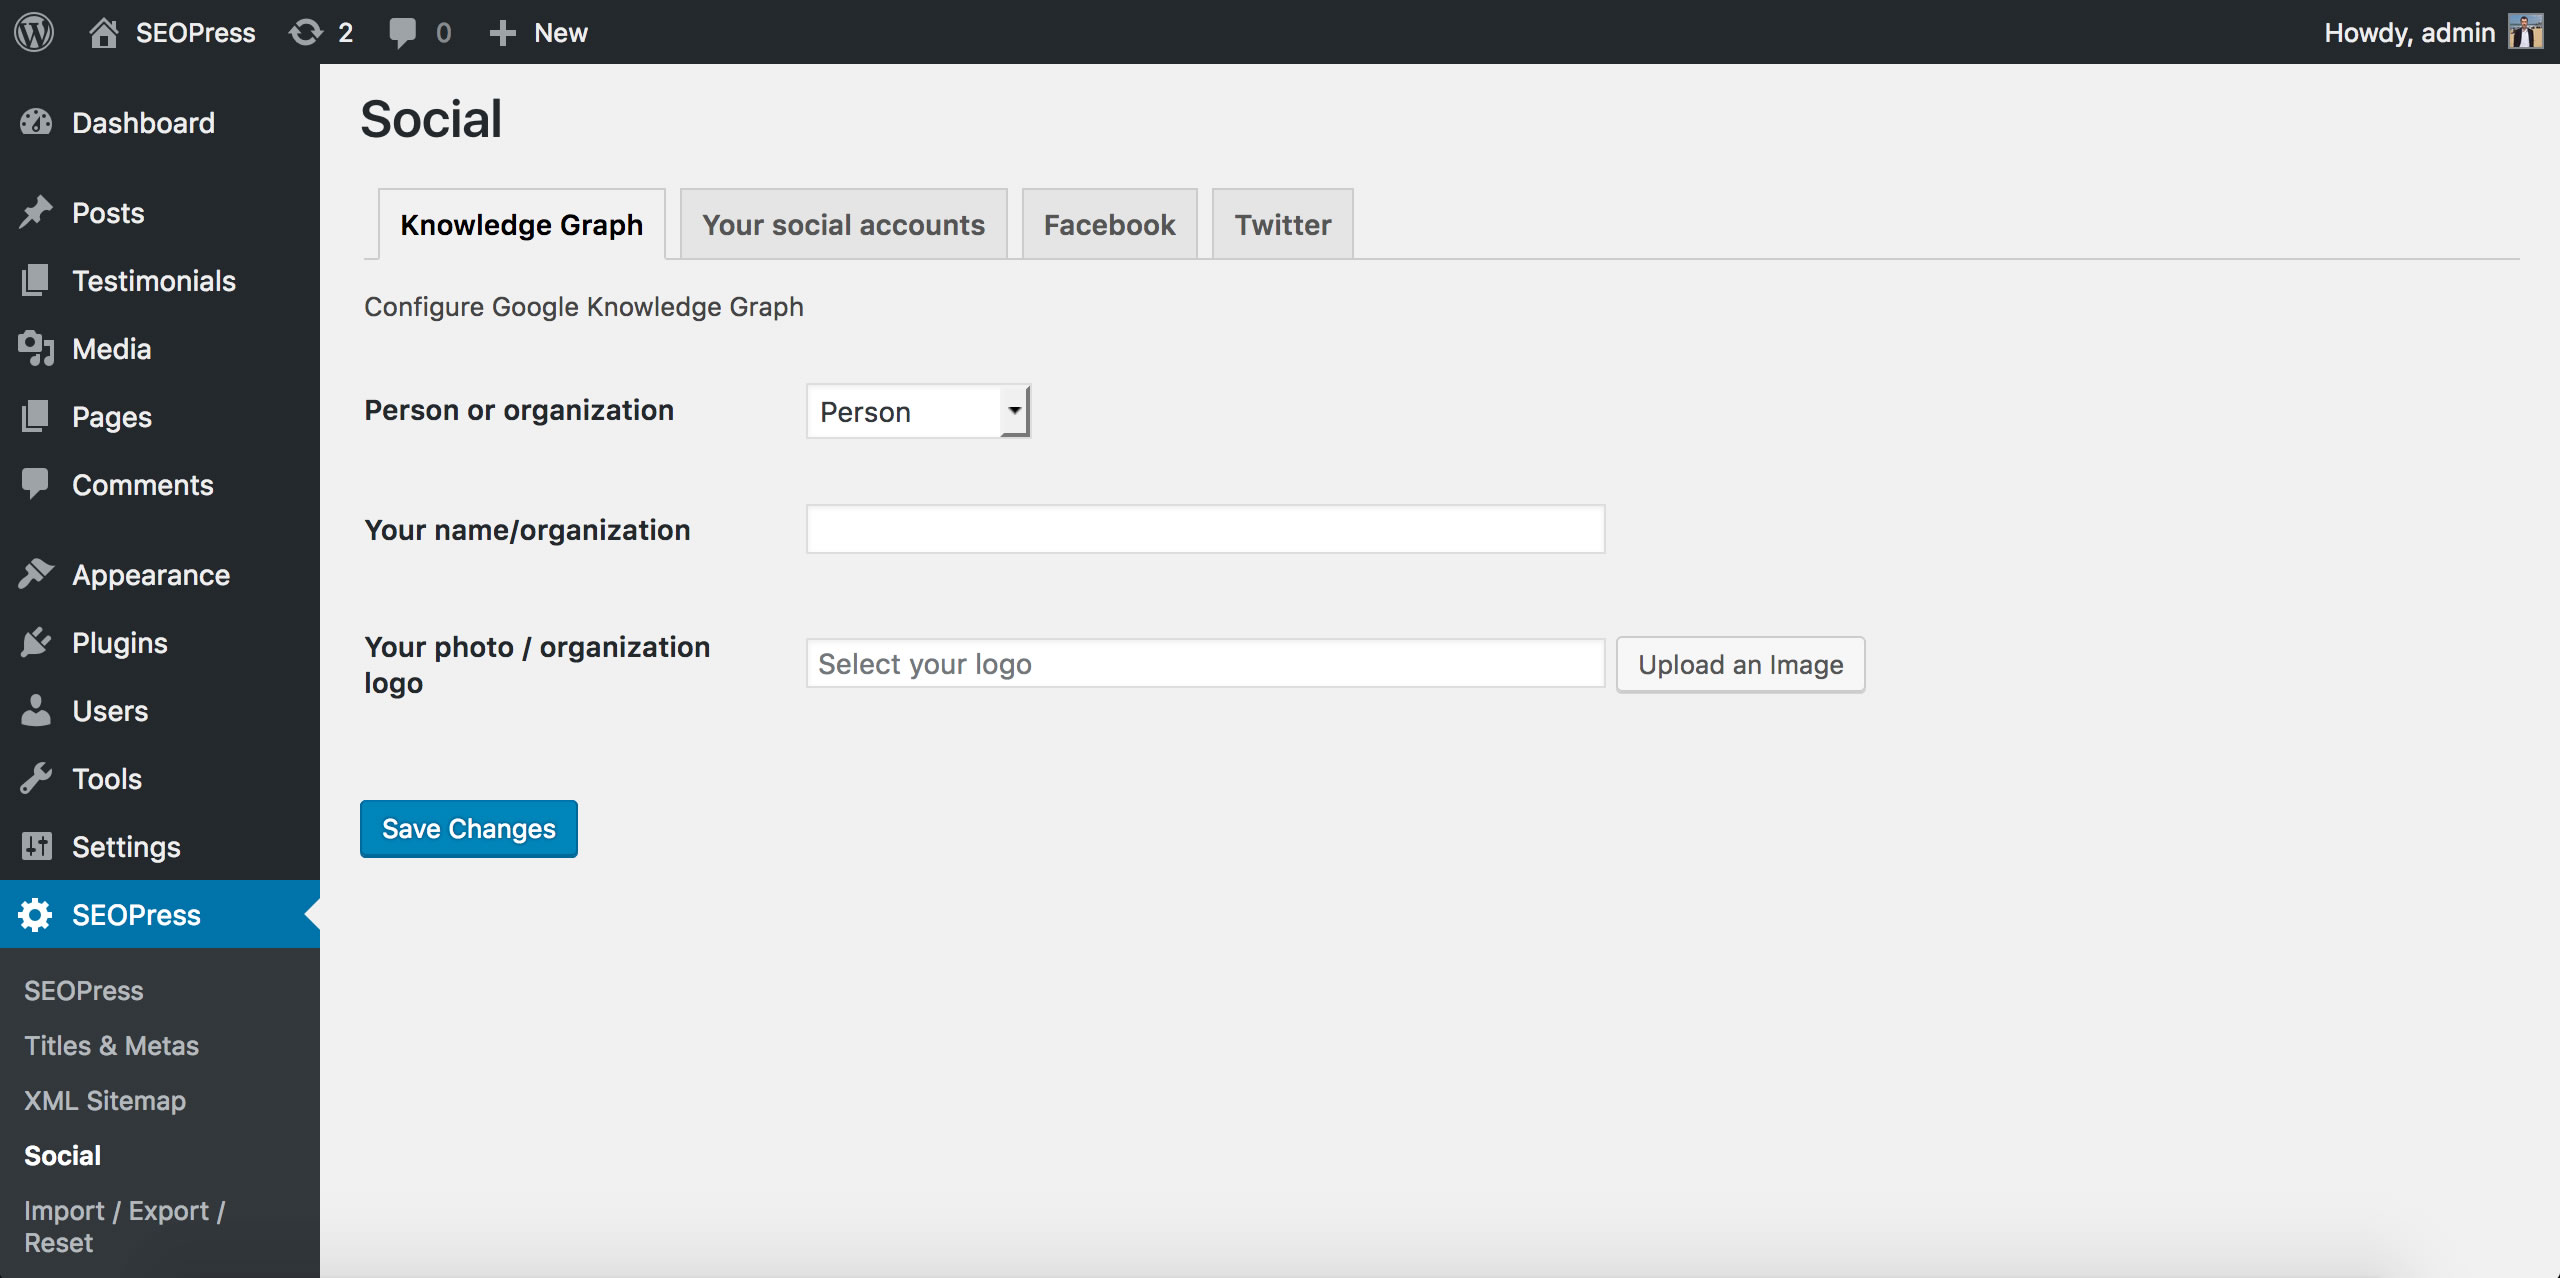 SEOPress 2 0 New Howdy, admin
Dashboard
Posts
Testimonials
Media
Pages
Comments
Appearance
Plugins
Users
Tools
Settings
SEOPress
SEOPress
Titles & Metas
XML Sitemap
Social
Import / Export /
Reset
Social
Knowledge Graph Your social accounts Facebook Twitter
Configure Google Knowledge Graph
Person or organization Person
Your name/organization
Your photo / organization
logo
Select your logo Upload an Image
Save Changes